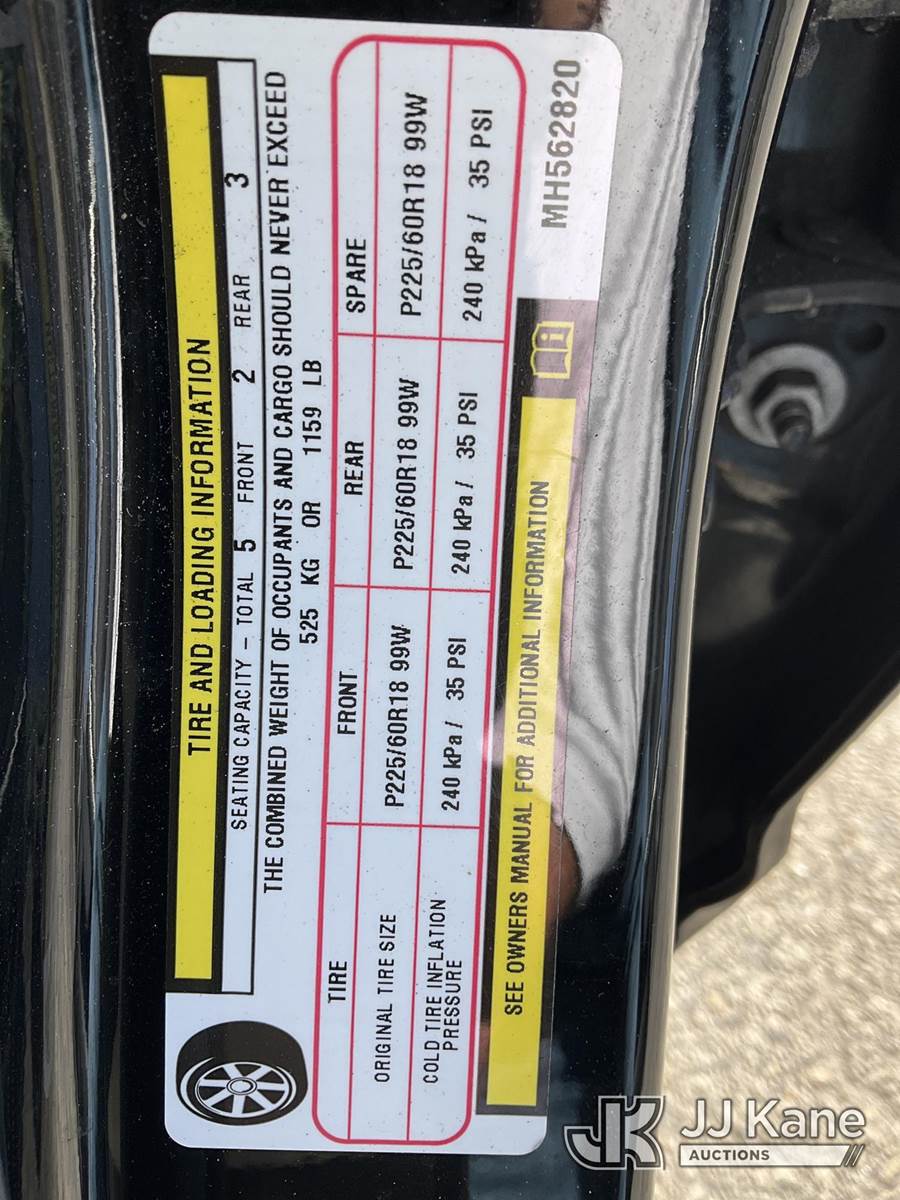 TIRE AND LOADING INFORMATION
SEATING CAPACITY – TOTAL 5 FRONT 2 REAR 3
THE COMBINED WEIGHT OF OCCUPANTS AND CARGO SHOULD NEVER EXCEED
525 KG OR 1159 LB
TIRE FRONT REAR SPARE
ORIGINAL TIRE SIZE P225/60R18 99W P225/60R18 99W P225/60R18 99W
COLD TIRE INFLATION
PRESSURE 240 kPa / 35 PSI 240 kPa / 35 PSI 240 kPa / 35 PSI
SEE OWNERS MANUAL FOR ADDITIONAL INFORMATION
MH562820
JK JJ Kane
AUCTIONS